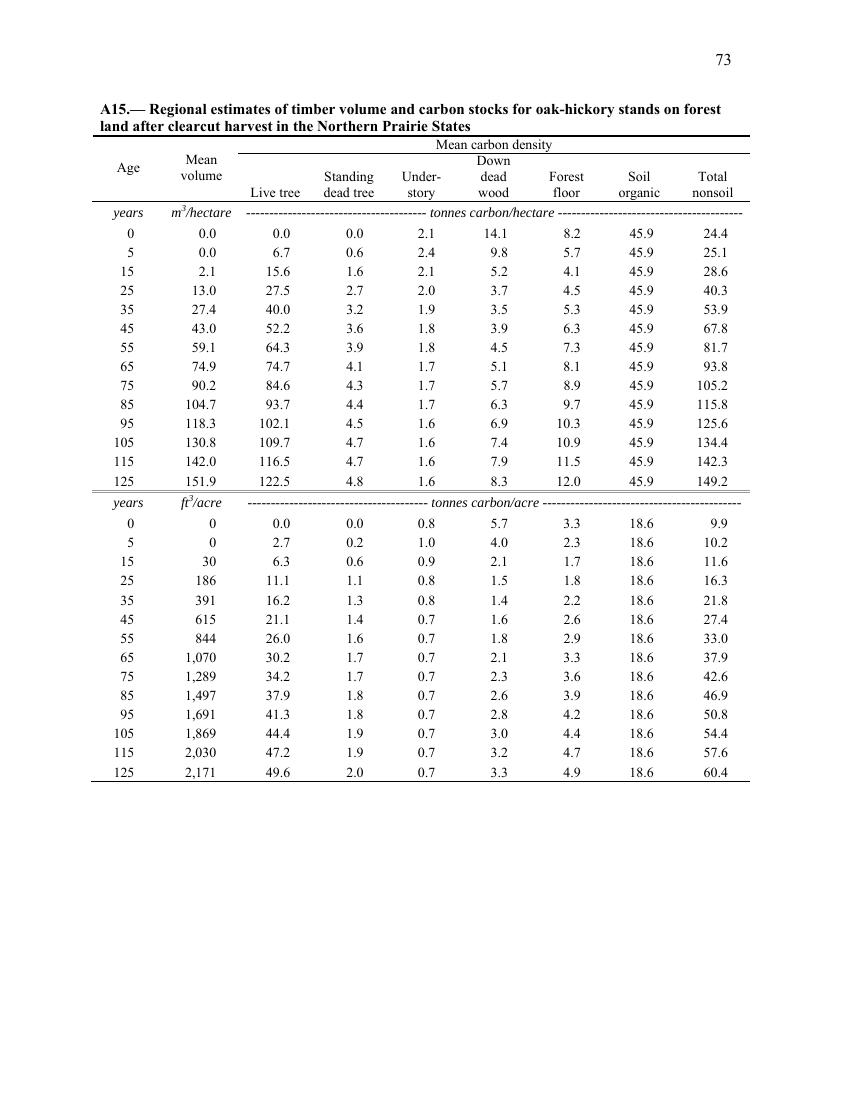 73
A15.— Regional estimates of timber volume and carbon stocks for oak-hickory stands on forest
land after clearcut harvest in the Northern Prairie States
Age Mean volume Mean carbon density
Live tree Standing dead tree Under-story Down dead wood Forest floor Soil organic Total nonsoil
years m³/hectare ---------------------------------------- tonnes carbon/hectare ----------------------------------------
0 0.0 0.0 0.0 2.1 14.1 8.2 45.9 24.4
5 0.0 6.7 0.6 2.4 9.8 5.7 45.9 25.1
15 2.1 15.6 1.6 2.1 5.2 4.1 45.9 28.6
25 13.0 27.5 2.7 2.0 3.7 4.5 45.9 40.3
35 27.4 40.0 3.2 1.9 3.5 5.3 45.9 53.9
45 43.0 52.2 3.6 1.8 3.9 6.3 45.9 67.8
55 59.1 64.3 3.9 1.8 4.5 7.3 45.9 81.7
65 74.9 74.7 4.1 1.7 5.1 8.1 45.9 93.8
75 90.2 84.6 4.3 1.7 5.7 8.9 45.9 105.2
85 104.7 93.7 4.4 1.7 6.3 9.7 45.9 115.8
95 118.3 102.1 4.5 1.6 6.9 10.3 45.9 125.6
105 130.8 109.7 4.7 1.6 7.4 10.9 45.9 134.4
115 142.0 116.5 4.7 1.6 7.9 11.5 45.9 142.3
125 151.9 122.5 4.8 1.6 8.3 12.0 45.9 149.2
years ft³/acre ---------------------------------------- tonnes carbon/acre ----------------------------------------
0 0 0.0 0.0 0.8 5.7 3.3 18.6 9.9
5 0 2.7 0.2 1.0 4.0 2.3 18.6 10.2
15 30 6.3 0.6 0.9 2.1 1.7 18.6 11.6
25 186 11.1 1.1 0.8 1.5 1.8 18.6 16.3
35 391 16.2 1.3 0.8 1.4 2.2 18.6 21.8
45 615 21.1 1.4 0.7 1.6 2.6 18.6 27.4
55 844 26.0 1.6 0.7 1.8 2.9 18.6 33.0
65 1,070 30.2 1.7 0.7 2.1 3.3 18.6 37.9
75 1,289 34.2 1.7 0.7 2.3 3.6 18.6 42.6
85 1,497 37.9 1.8 0.7 2.6 3.9 18.6 46.9
95 1,691 41.3 1.8 0.7 2.8 4.2 18.6 50.8
105 1,869 44.4 1.9 0.7 3.0 4.4 18.6 54.4
115 2,030 47.2 1.9 0.7 3.2 4.7 18.6 57.6
125 2,171 49.6 2.0 0.7 3.3 4.9 18.6 60.4